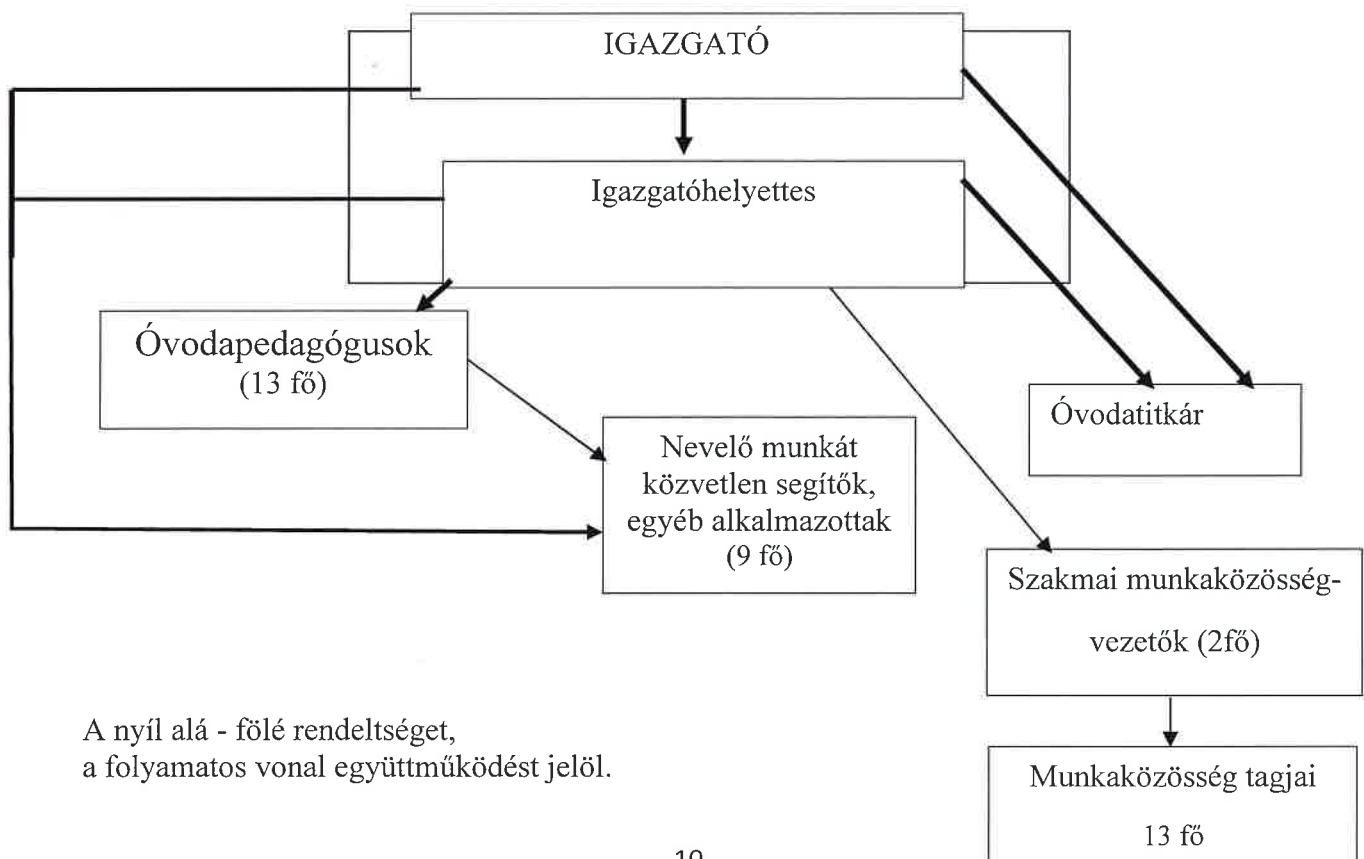 IGAZGATÓ
Igazgatóhelyettes
Óvodapedagógusok
(13 fő)
Óvodatitkár
Nevelő munkát
közvetlen segítők,
egyéb alkalmazottak
(9 fő)
Szakmai munkaközösség-
vezetők (2fő)
A nyíl alá - fölé rendeltséget,
a folyamatos vonal együttműködést jelöl.
Munkaközösség tagjai
13 fő